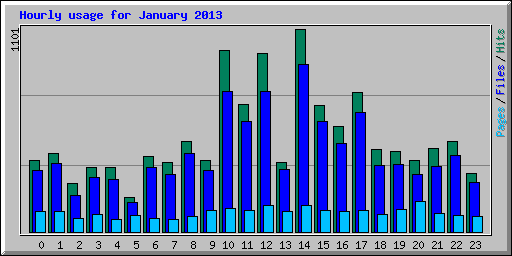 Hourly usage for January 2013
1101
Pages/Files/Hits
0 1 2 3 4 5 6 7 8 9 10 11 12 13 14 15 16 17 18 19 20 21 22 23